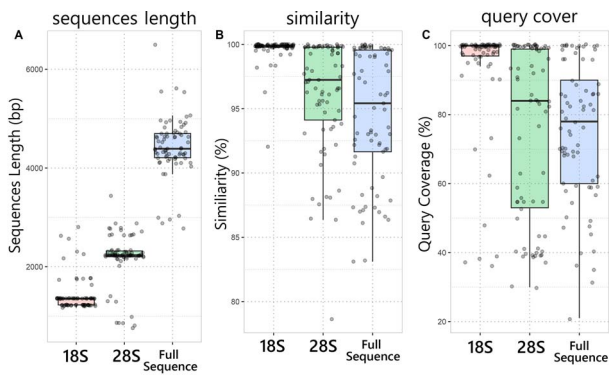 sequences length
A
Sequences Length (bp)
6000
4000
2000
18S
28S
Full
Sequence
similarity
B
Similiarity (%)
100
95
90
85
80
18S
28S
Full
Sequence
query cover
C
Query Coverage (%)
100
80
60
40
20
18S
28S
Full
Sequence